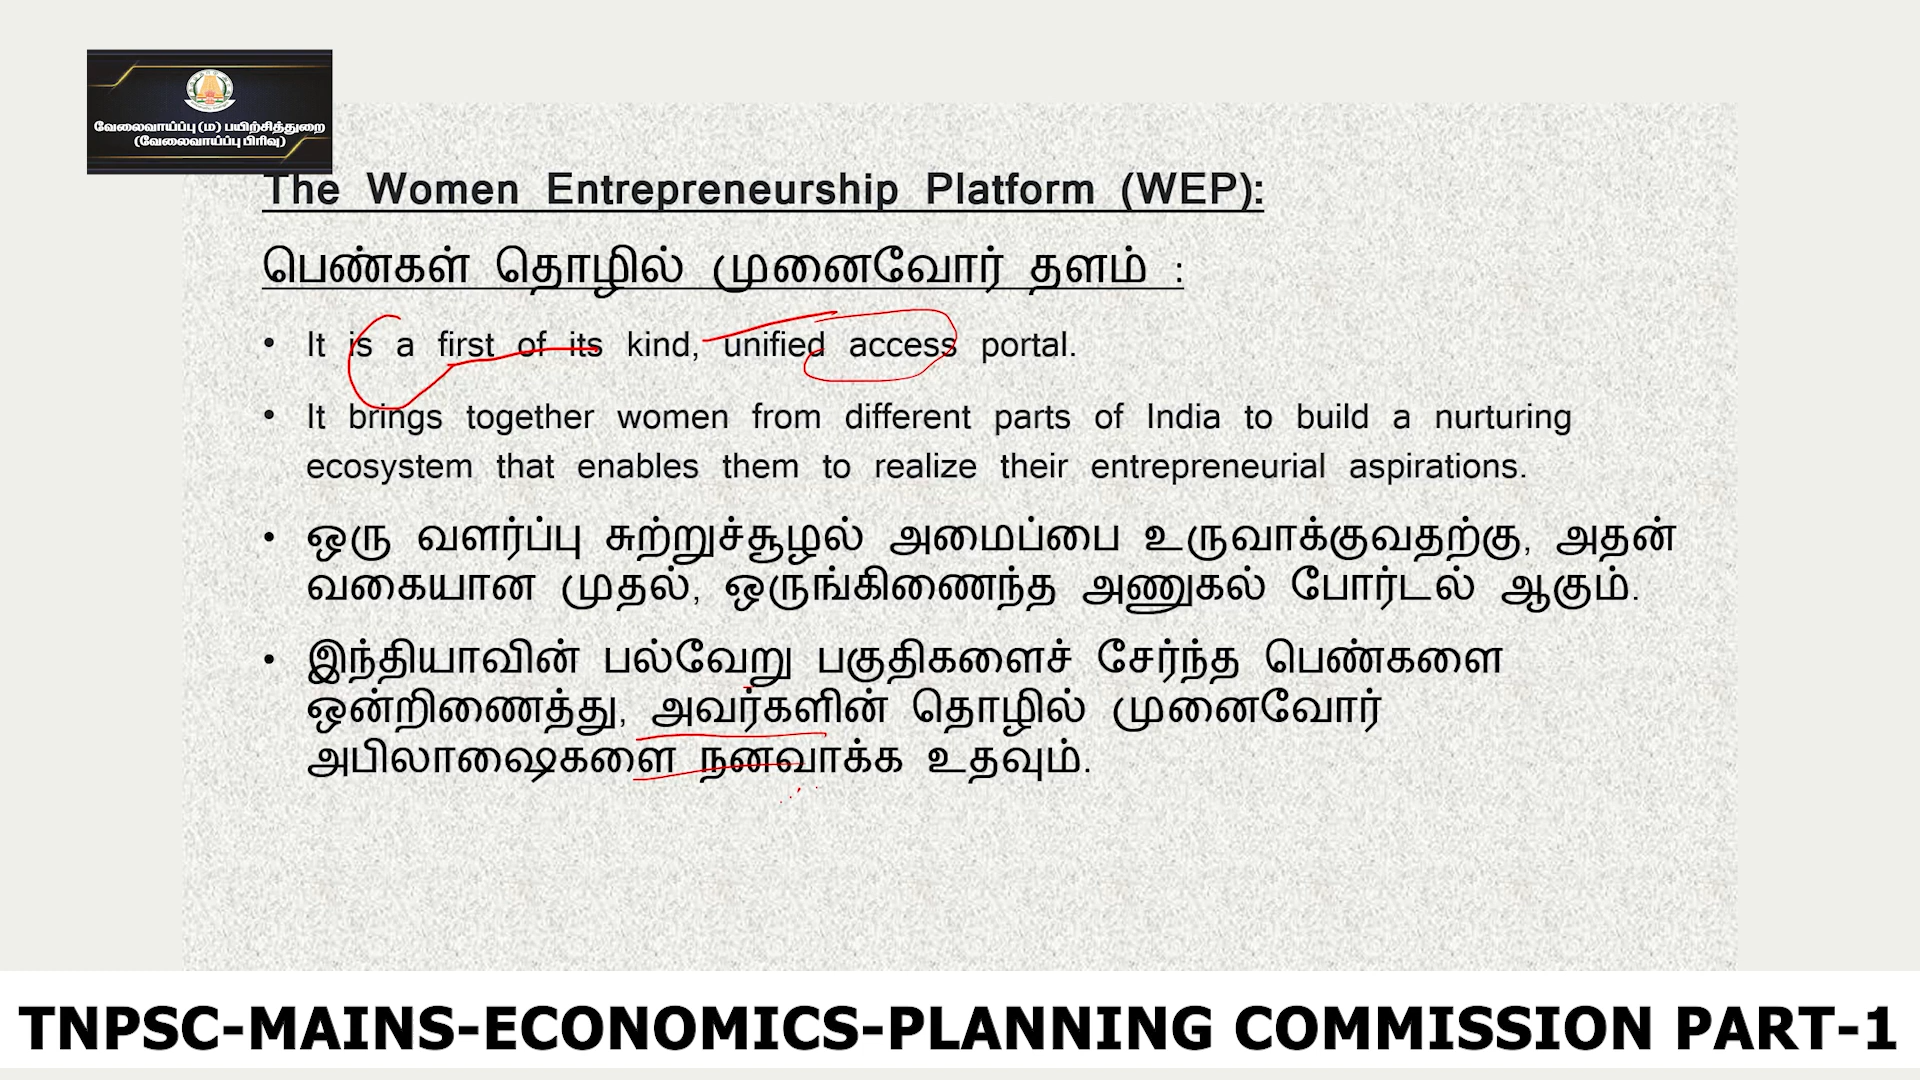 வேலைவாய்ப்பு (ம) பயிற்சித்துறை
(வேலைவாய்ப்பு பிரிவு)
The Women Entrepreneurship Platform (WEP):
பெண்கள் தொழில் முனைவோர் தளம் :
• It is a first of its kind, unified access portal.
• It brings together women from different parts of India to build a nurturing
ecosystem that enables them to realize their entrepreneurial aspirations.
• ஒரு வளர்ப்பு சுற்றுச்சூழல் அமைப்பை உருவாக்குவதற்கு, அதன்
வகையான முதல், ஒருங்கிணைந்த அணுகல் போர்டல் ஆகும்.
• இந்தியாவின் பல்வேறு பகுதிகளைச் சேர்ந்த பெண்களை
ஒன்றிணைத்து, அவர்களின் தொழில் முனைவோர்
அபிலாஷைகளை நனவாக்க உதவும்.
TNPSC-MAINS-ECONOMICS-PLANNING COMMISSION PART-1